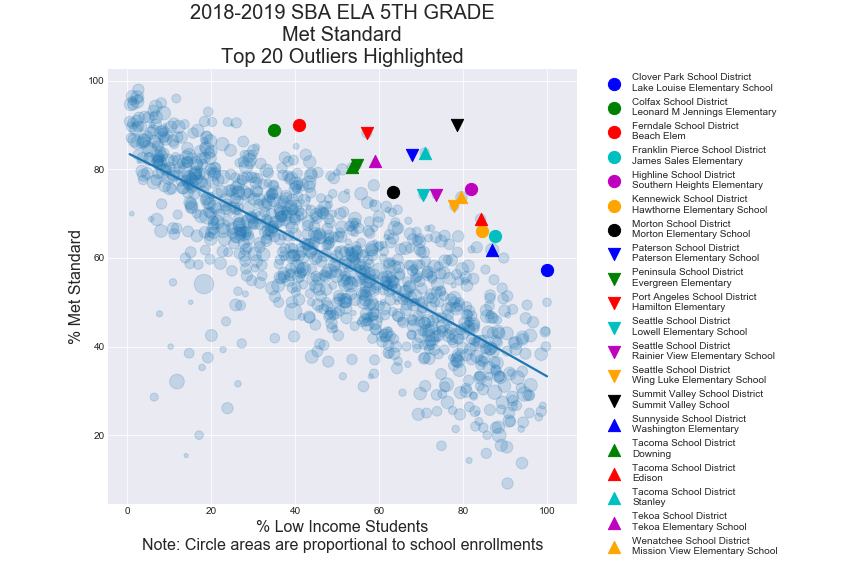 2018-2019 SBA ELA 5TH GRADE
Met Standard
Top 20 Outliers Highlighted
% Met Standard
100
80
60
40
20
0
20
40
60
80
100
% Low Income Students
Note: Circle areas are proportional to school enrollments
Clover Park School District
Lake Louise Elementary School
Colfax School District
Leonard M Jennings Elementary
Ferndale School District
Beach Elem
Franklin Pierce School District
James Sales Elementary
Highline School District
Southern Heights Elementary
Kennewick School District
Hawthorne Elementary School
Morton School District
Morton Elementary School
Paterson School District
Paterson Elementary School
Peninsula School District
Evergreen Elementary
Port Angeles School District
Hamilton Elementary
Seattle School District
Lowell Elementary School
Seattle School District
Rainier View Elementary School
Seattle School District
Wing Luke Elementary School
Summit Valley School District
Summit Valley School
Sunnyside School District
Washington Elementary
Tacoma School District
Downing
Tacoma School District
Edison
Tacoma School District
Stanley
Tekoa School District
Tekoa Elementary School
Wenatchee School District
Mission View Elementary School